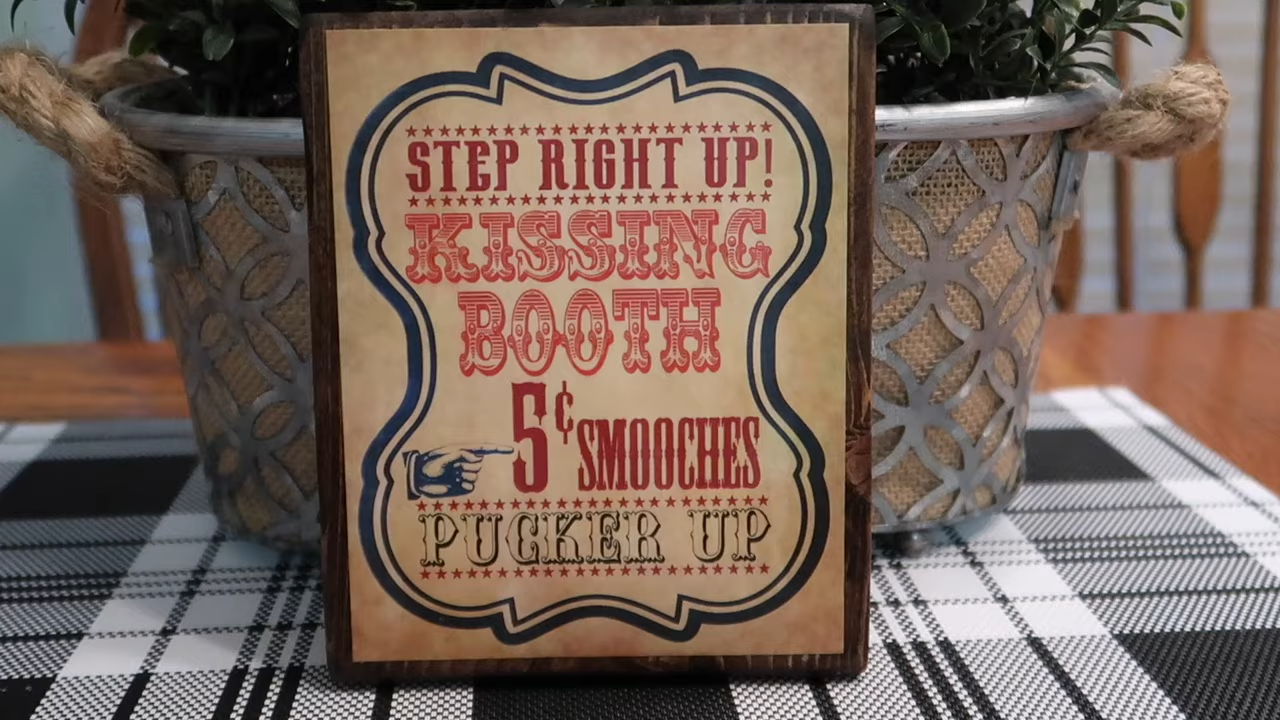 STEP RIGHT UP!
KISSING
BOOTH
5¢ SMOOCHES
PUCKER UP